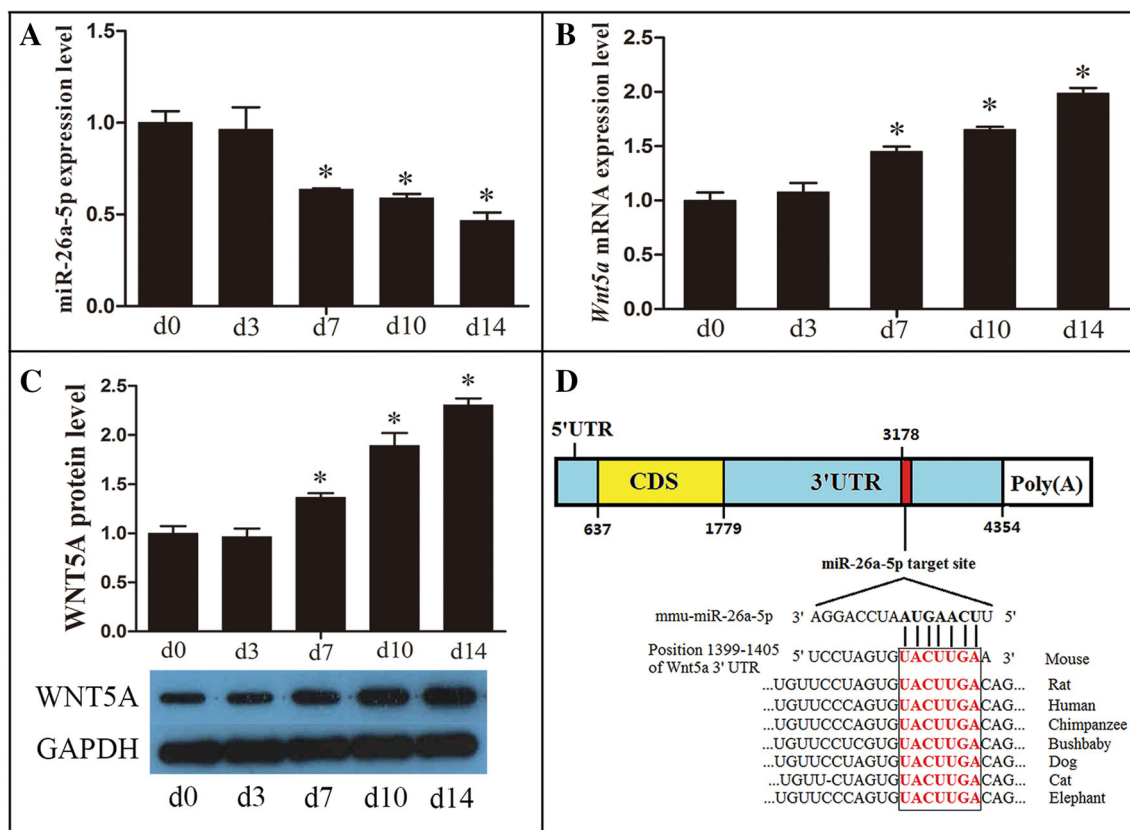 A
miR-26a-5p expression level
1.5
1.0
0.5
0.0
d0 d3 d7 d10 d14
* * *
B
Wnt5a mRNA expression level
2.5
2.0
1.5
1.0
0.5
0.0
d0 d3 d7 d10 d14
* * *
C
WNT5A protein level
2.5
2.0
1.5
1.0
0.5
0.0
d0 d3 d7 d10 d14
* * *
WNT5A
GAPDH
d0 d3 d7 d10 d14
D
5'UTR
3178
CDS 3'UTR Poly(A)
637 1779 4354
miR-26a-5p target site
mmu-miR-26a-5p 3' AGGACCUAAUGAACUU 5'
Position 1399-1405
of Wnt5a 3' UTR
5' UCCUAGUGUACUUGAA 3' Mouse
...UGUUCCUAGUGUACUUGACAG... Rat
...UGUUCCCAGUGUACUUGACAG... Human
...UGUUCCCAGUGUACUUGACAG... Chimpanzee
...UGUUCCUCGUGUACUUGACAG... Bushbaby
...UGUUCCUAGUGUACUUGACAG... Dog
...UGUU-CUAGUGUACUUGACAG... Cat
...UGUUCCCAGUGUACUUGACAG... Elephant